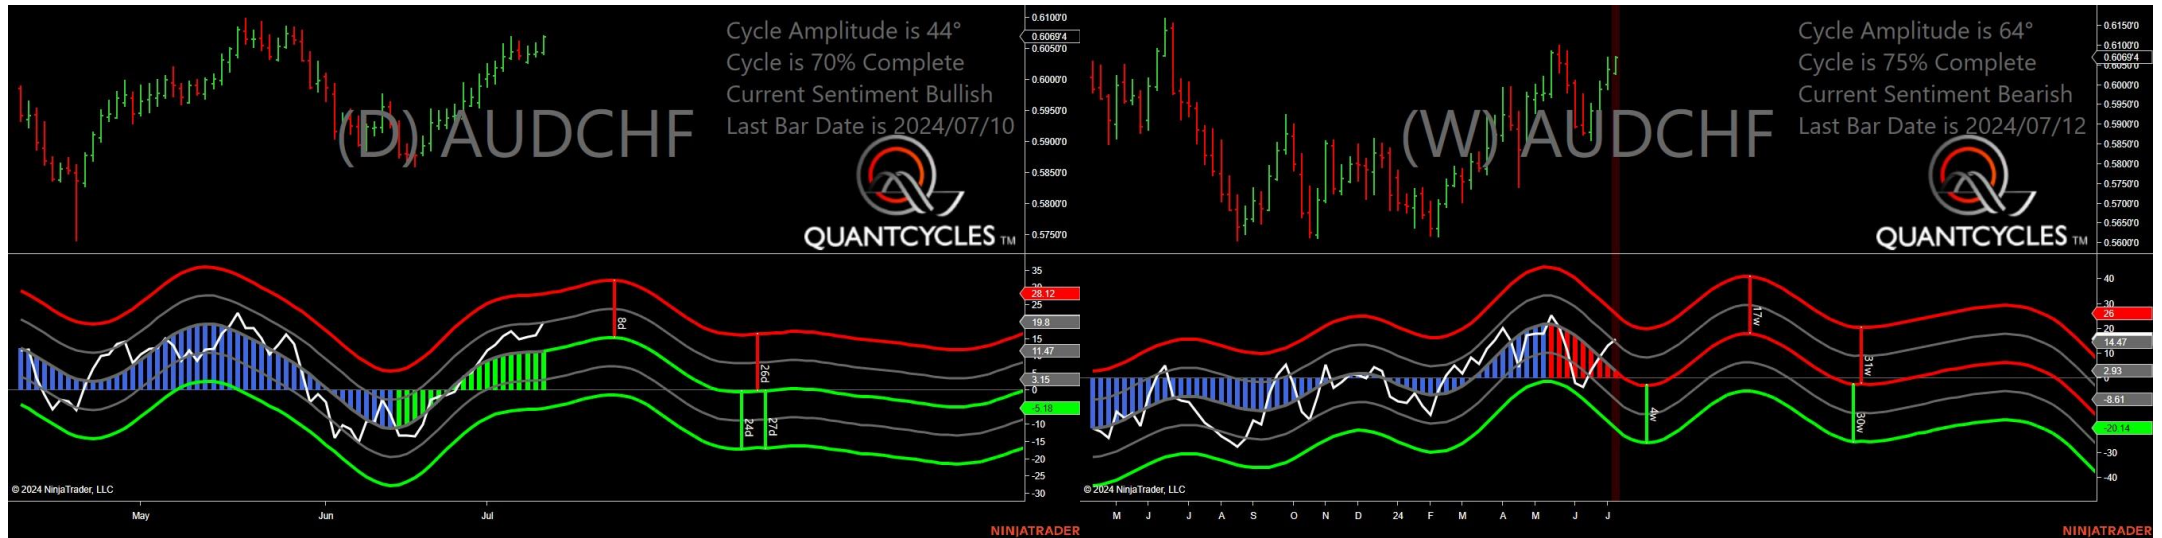 Cycle Amplitude is 44°
Cycle is 70% Complete
Current Sentiment Bullish
Last Bar Date is 2024/07/10
(D) AUDCHF
QUANTCYCLES TM
0.6100'0
0.6069'4
0.6050'0
0.6000'0
0.5950'0
0.5900'0
0.5850'0
0.5800'0
0.5750'0
35
28.12
25
19.8
11.47
5
3.15
0
-5.18
-10
-15
-20
-25
-30
8d
26d
24d
27d
© 2024 NinjaTrader, LLC
May Jun Jul
NINJATRADER
Cycle Amplitude is 64°
Cycle is 75% Complete
Current Sentiment Bearish
Last Bar Date is 2024/07/12
(W) AUDCHF
QUANTCYCLES TM
0.6150'0
0.6100'0
0.6069'4
0.6050'0
0.6000'0
0.5950'0
0.5900'0
0.5850'0
0.5800'0
0.5750'0
0.5700'0
0.5650'0
0.5600'0
40
30
26
20
14.47
10
2.93
0
-8.61
-20.14
-30
-40
17w
31w
4w
30w
© 2024 NinjaTrader, LLC
M J J A S O N D 24 F M A M J J
NINJATRADER